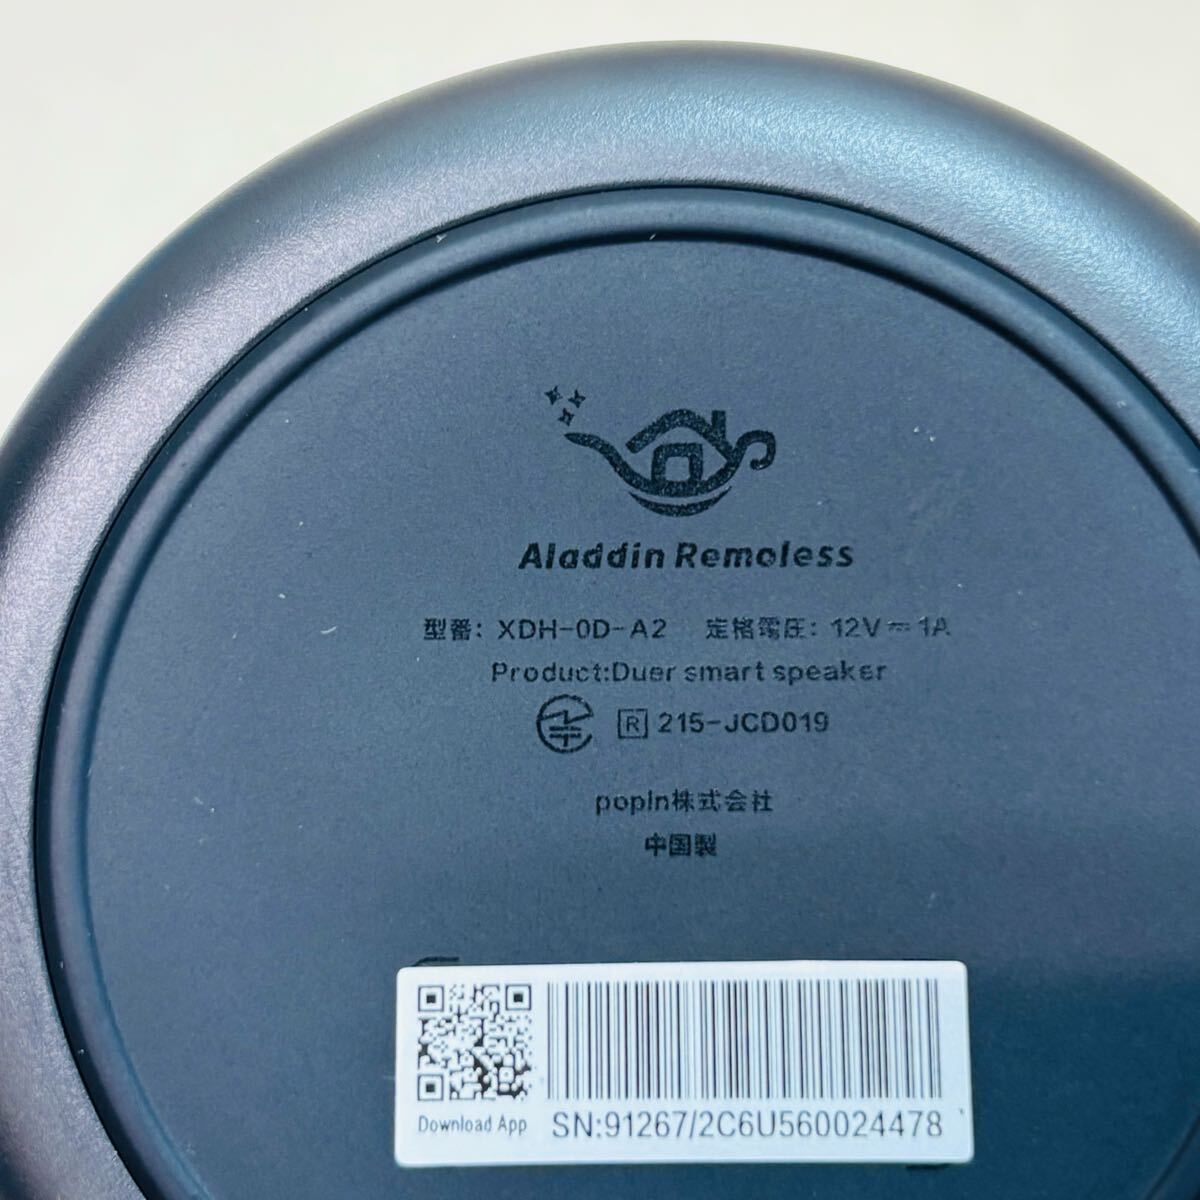 Aladdin Remoless
型番: XDH-0D-A2 定格電圧: 12V⎓1A
Product:Duer smart speaker
R 215-JCD019
popIn株式会社
中国製
Download App
SN:91267/2C6U560024478